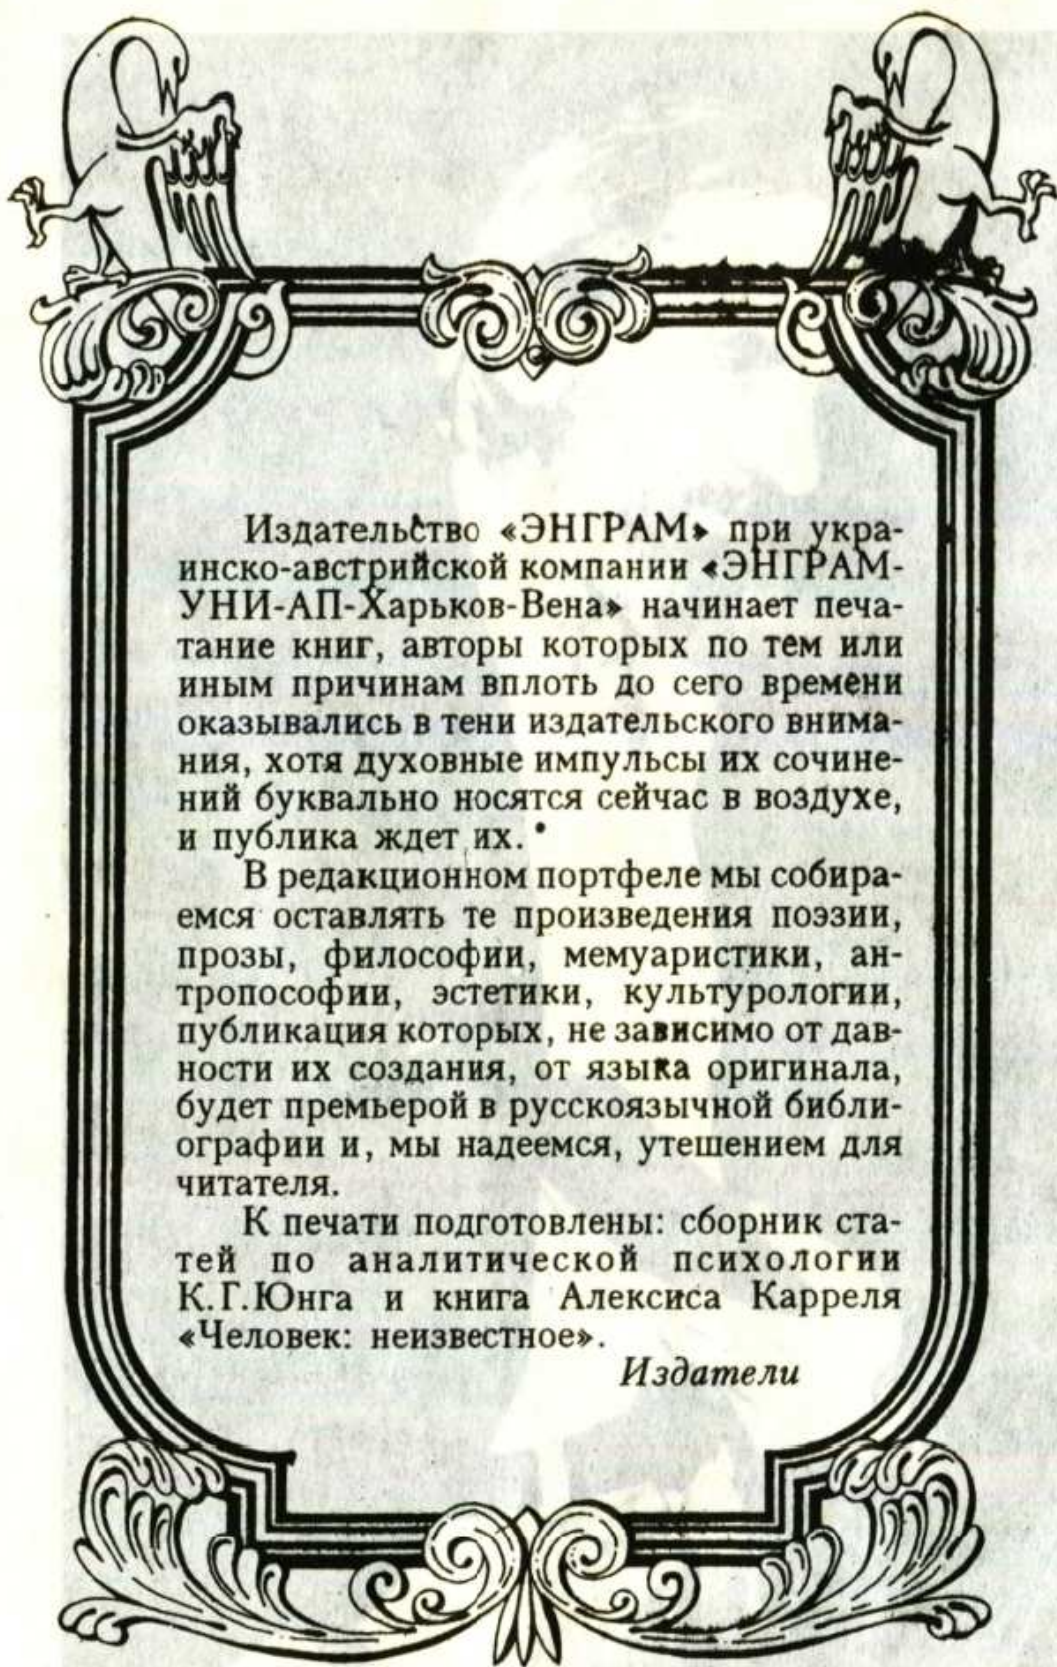 Издательство «ЭНГРАМ» при укра-
инско-австрийской компании «ЭНГРАМ-
УНИ-АП-Харьков-Вена» начинает печа-
тание книг, авторы которых по тем или
иным причинам вплоть до сего времени
оказывались в тени издательского внима-
ния, хотя духовные импульсы их сочине-
ний буквально носятся сейчас в воздухе,
и публика ждет их.
В редакционном портфеле мы собира-
емся оставлять те произведения поэзии,
прозы, философии, мемуаристики, ан-
тропософии, эстетики, культурологии,
публикация которых, не зависимо от дав-
ности их создания, от языка оригинала,
будет премьерой в русскоязычной библи-
ографии и, мы надеемся, утешением для
читателя.
К печати подготовлены: сборник ста-
тей по аналитической психологии
К.Г.Юнга и книга Алексиса Карреля
«Человек: неизвестное».
Издатели